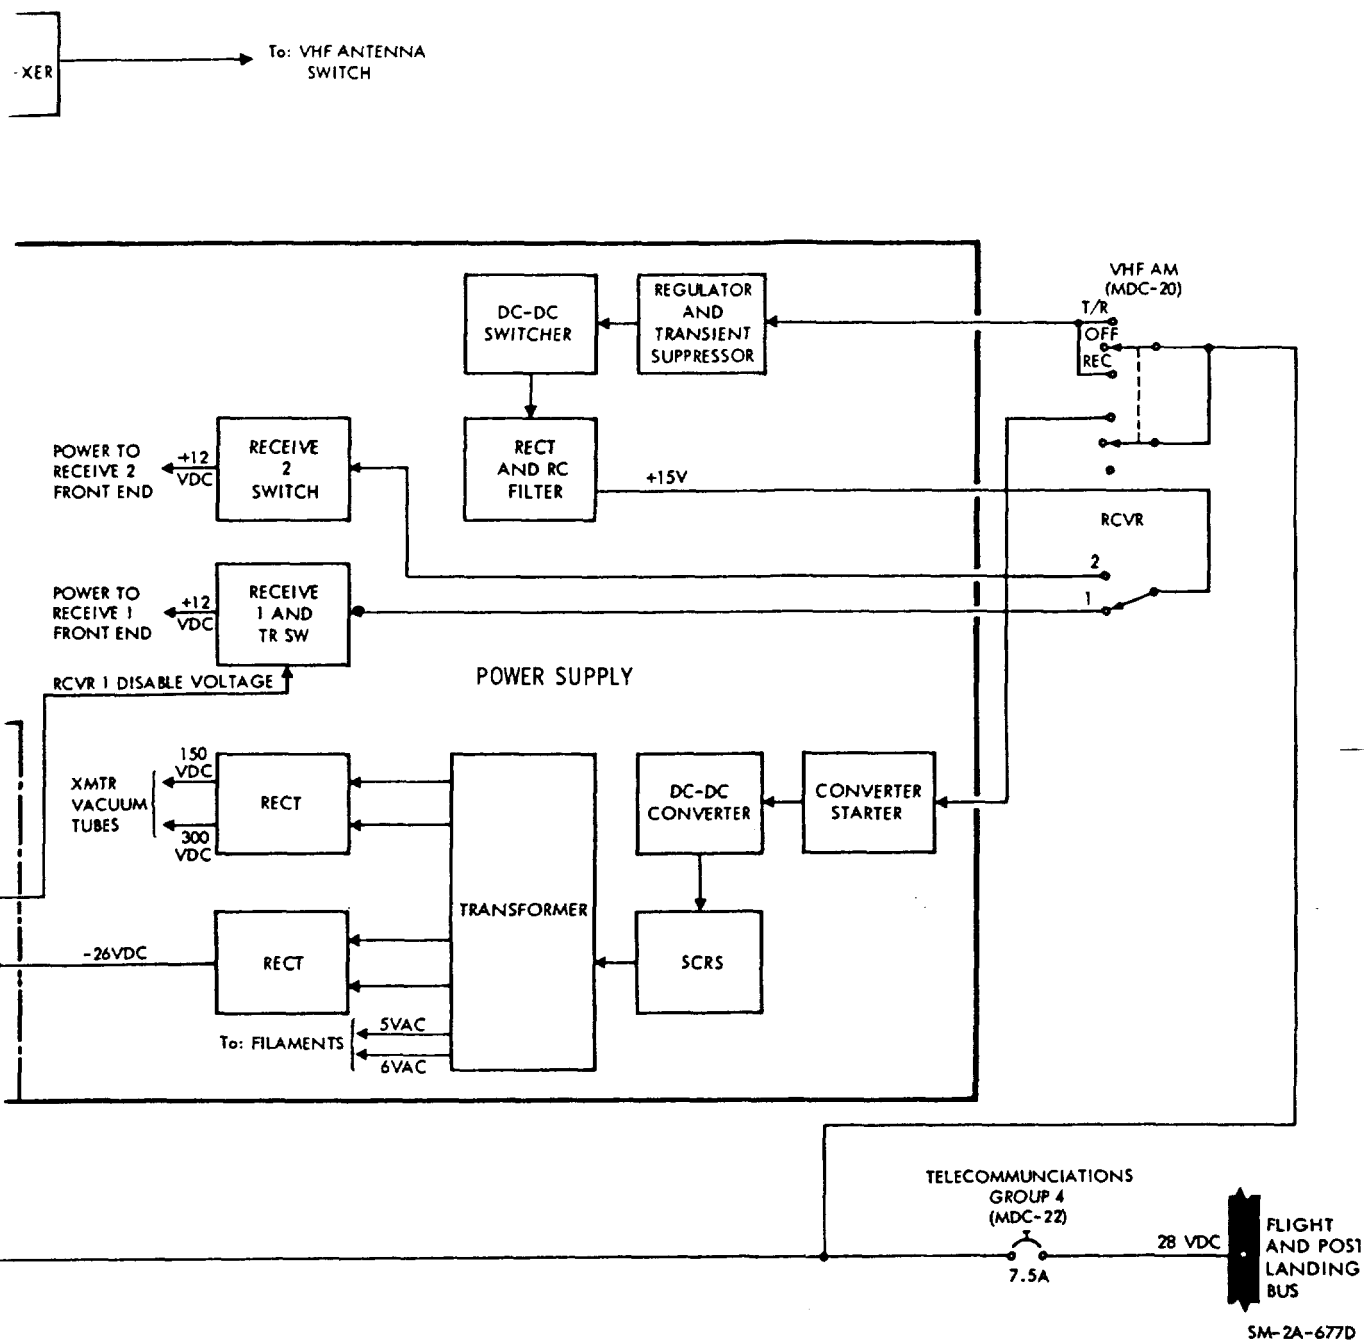 To: VHF ANTENNA
SWITCH
-XER
VHF AM
(MDC-20)
T/R
OFF
REC
DC-DC
SWITCHER
REGULATOR
AND
TRANSIENT
SUPPRESSOR
POWER TO
RECEIVE 2
FRONT END
+12
VDC
RECEIVE
2
SWITCH
RECT
AND RC
FILTER
+15V
RCVR
2
1
POWER TO
RECEIVE 1
FRONT END
+12
VDC
RECEIVE
1 AND
TR SW
RCVR 1 DISABLE VOLTAGE
POWER SUPPLY
XMTR
VACUUM
TUBES
150
VDC
300
VDC
RECT
TRANSFORMER
DC-DC
CONVERTER
CONVERTER
STARTER
-26VDC
RECT
SCRS
To: FILAMENTS
5VAC
6VAC
TELECOMMUNCIATIONS
GROUP 4
(MDC-22)
7.5A
28 VDC
FLIGHT
AND POST
LANDING
BUS
SM-2A-677D